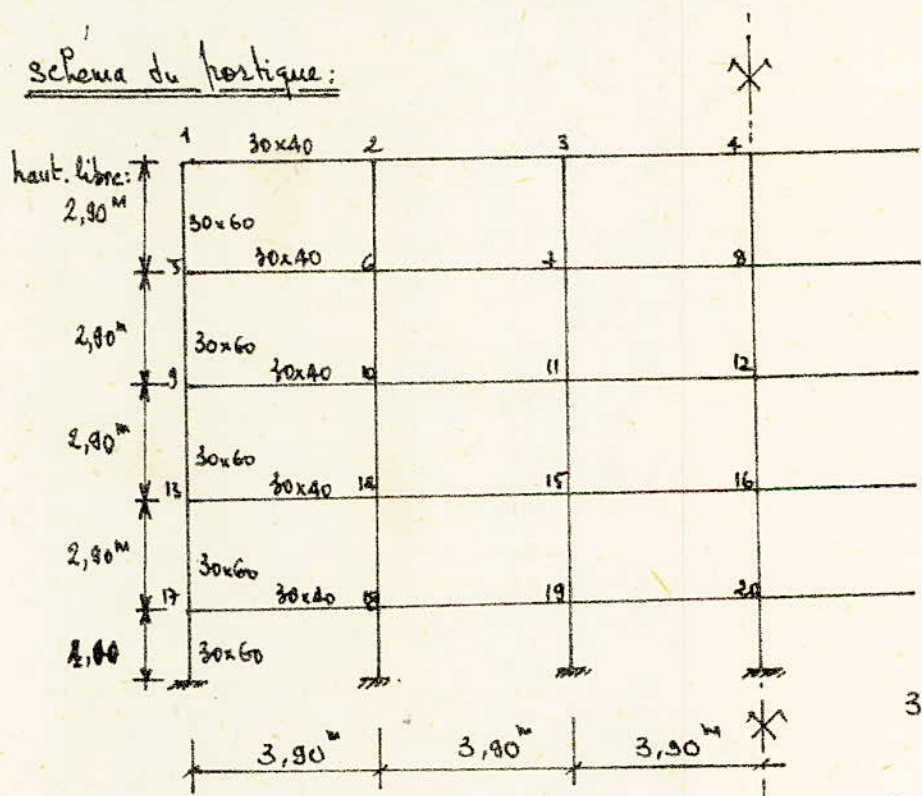 schéma du portique:
1 30x40 2 3 4
haut. libre:
2,90m
30x60
5 30x40 6 7 8
2,90m
30x60
9 30x40 10 11 12
2,90m
30x60
13 30x40 14 15 16
2,90m
30x60
17 30x40 18 19 20
30x60
3
3,90m 3,90m 3,90m